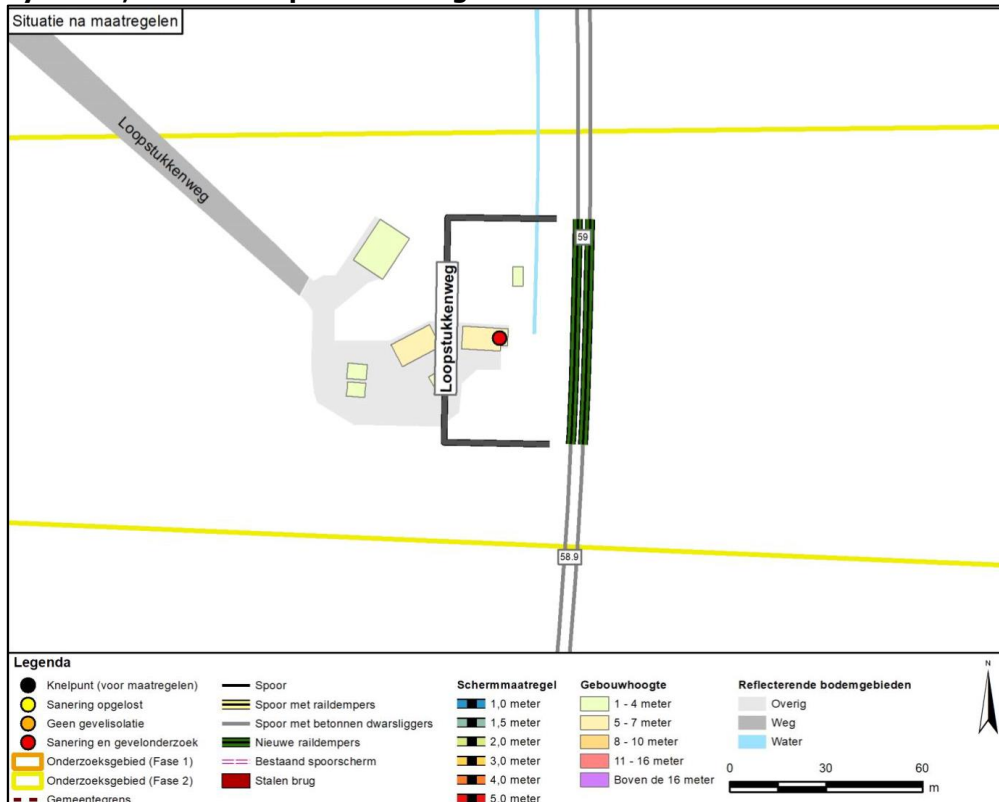 Situatie na maatregelen
Loopstukkenweg
59
Loopstukkenweg
58.9
Legenda
Knelpunt (voor maatregelen)
Sanering opgelost
Geen gevelisolatie
Sanering en gevelonderzoek
Onderzoeksgebied (Fase 1)
Onderzoeksgebied (Fase 2)
Gemeentegrens
Spoor
Spoor met raildempers
Spoor met betonnen dwarsliggers
Nieuwe raildempers
Bestaand spoorscherm
Stalen brug
Schermmaatregel
1,0 meter
1,5 meter
2,0 meter
3,0 meter
4,0 meter
5,0 meter
Gebouwhoogte
1 - 4 meter
5 - 7 meter
8 - 10 meter
11 - 16 meter
Boven de 16 meter
Reflecterende bodemgebieden
Overig
Weg
Water
N
0 30 60
m